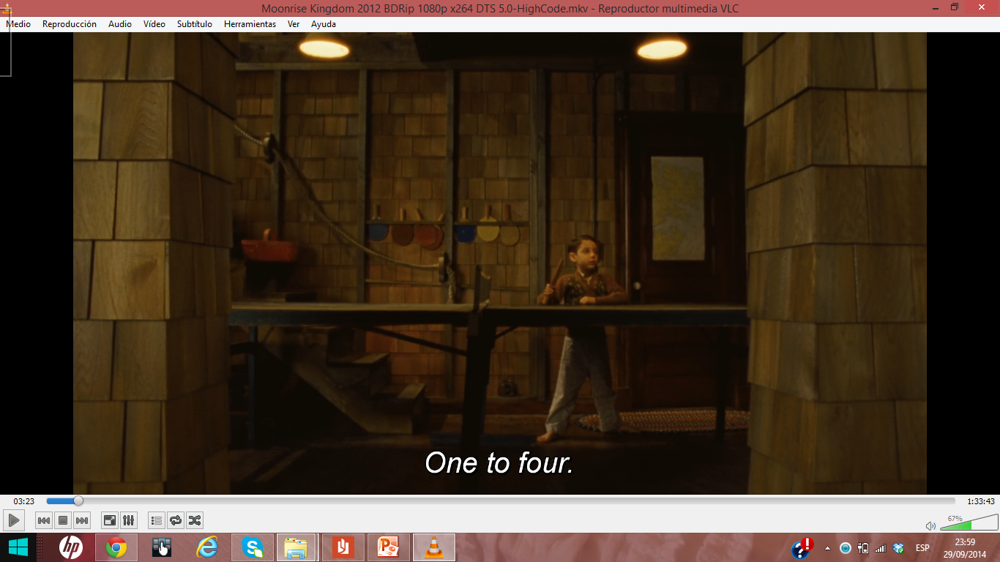 Moonrise Kingdom 2012 BDRip 1080p x264 DTS 5.0-HighCode.mkv - Reproductor multimedia VLC
Medio Reproducción Audio Vídeo Subtítulo Herramientas Ver Ayuda
One to four.
03:23 1:33:43
67%
hp
23:59
ESP
29/09/2014